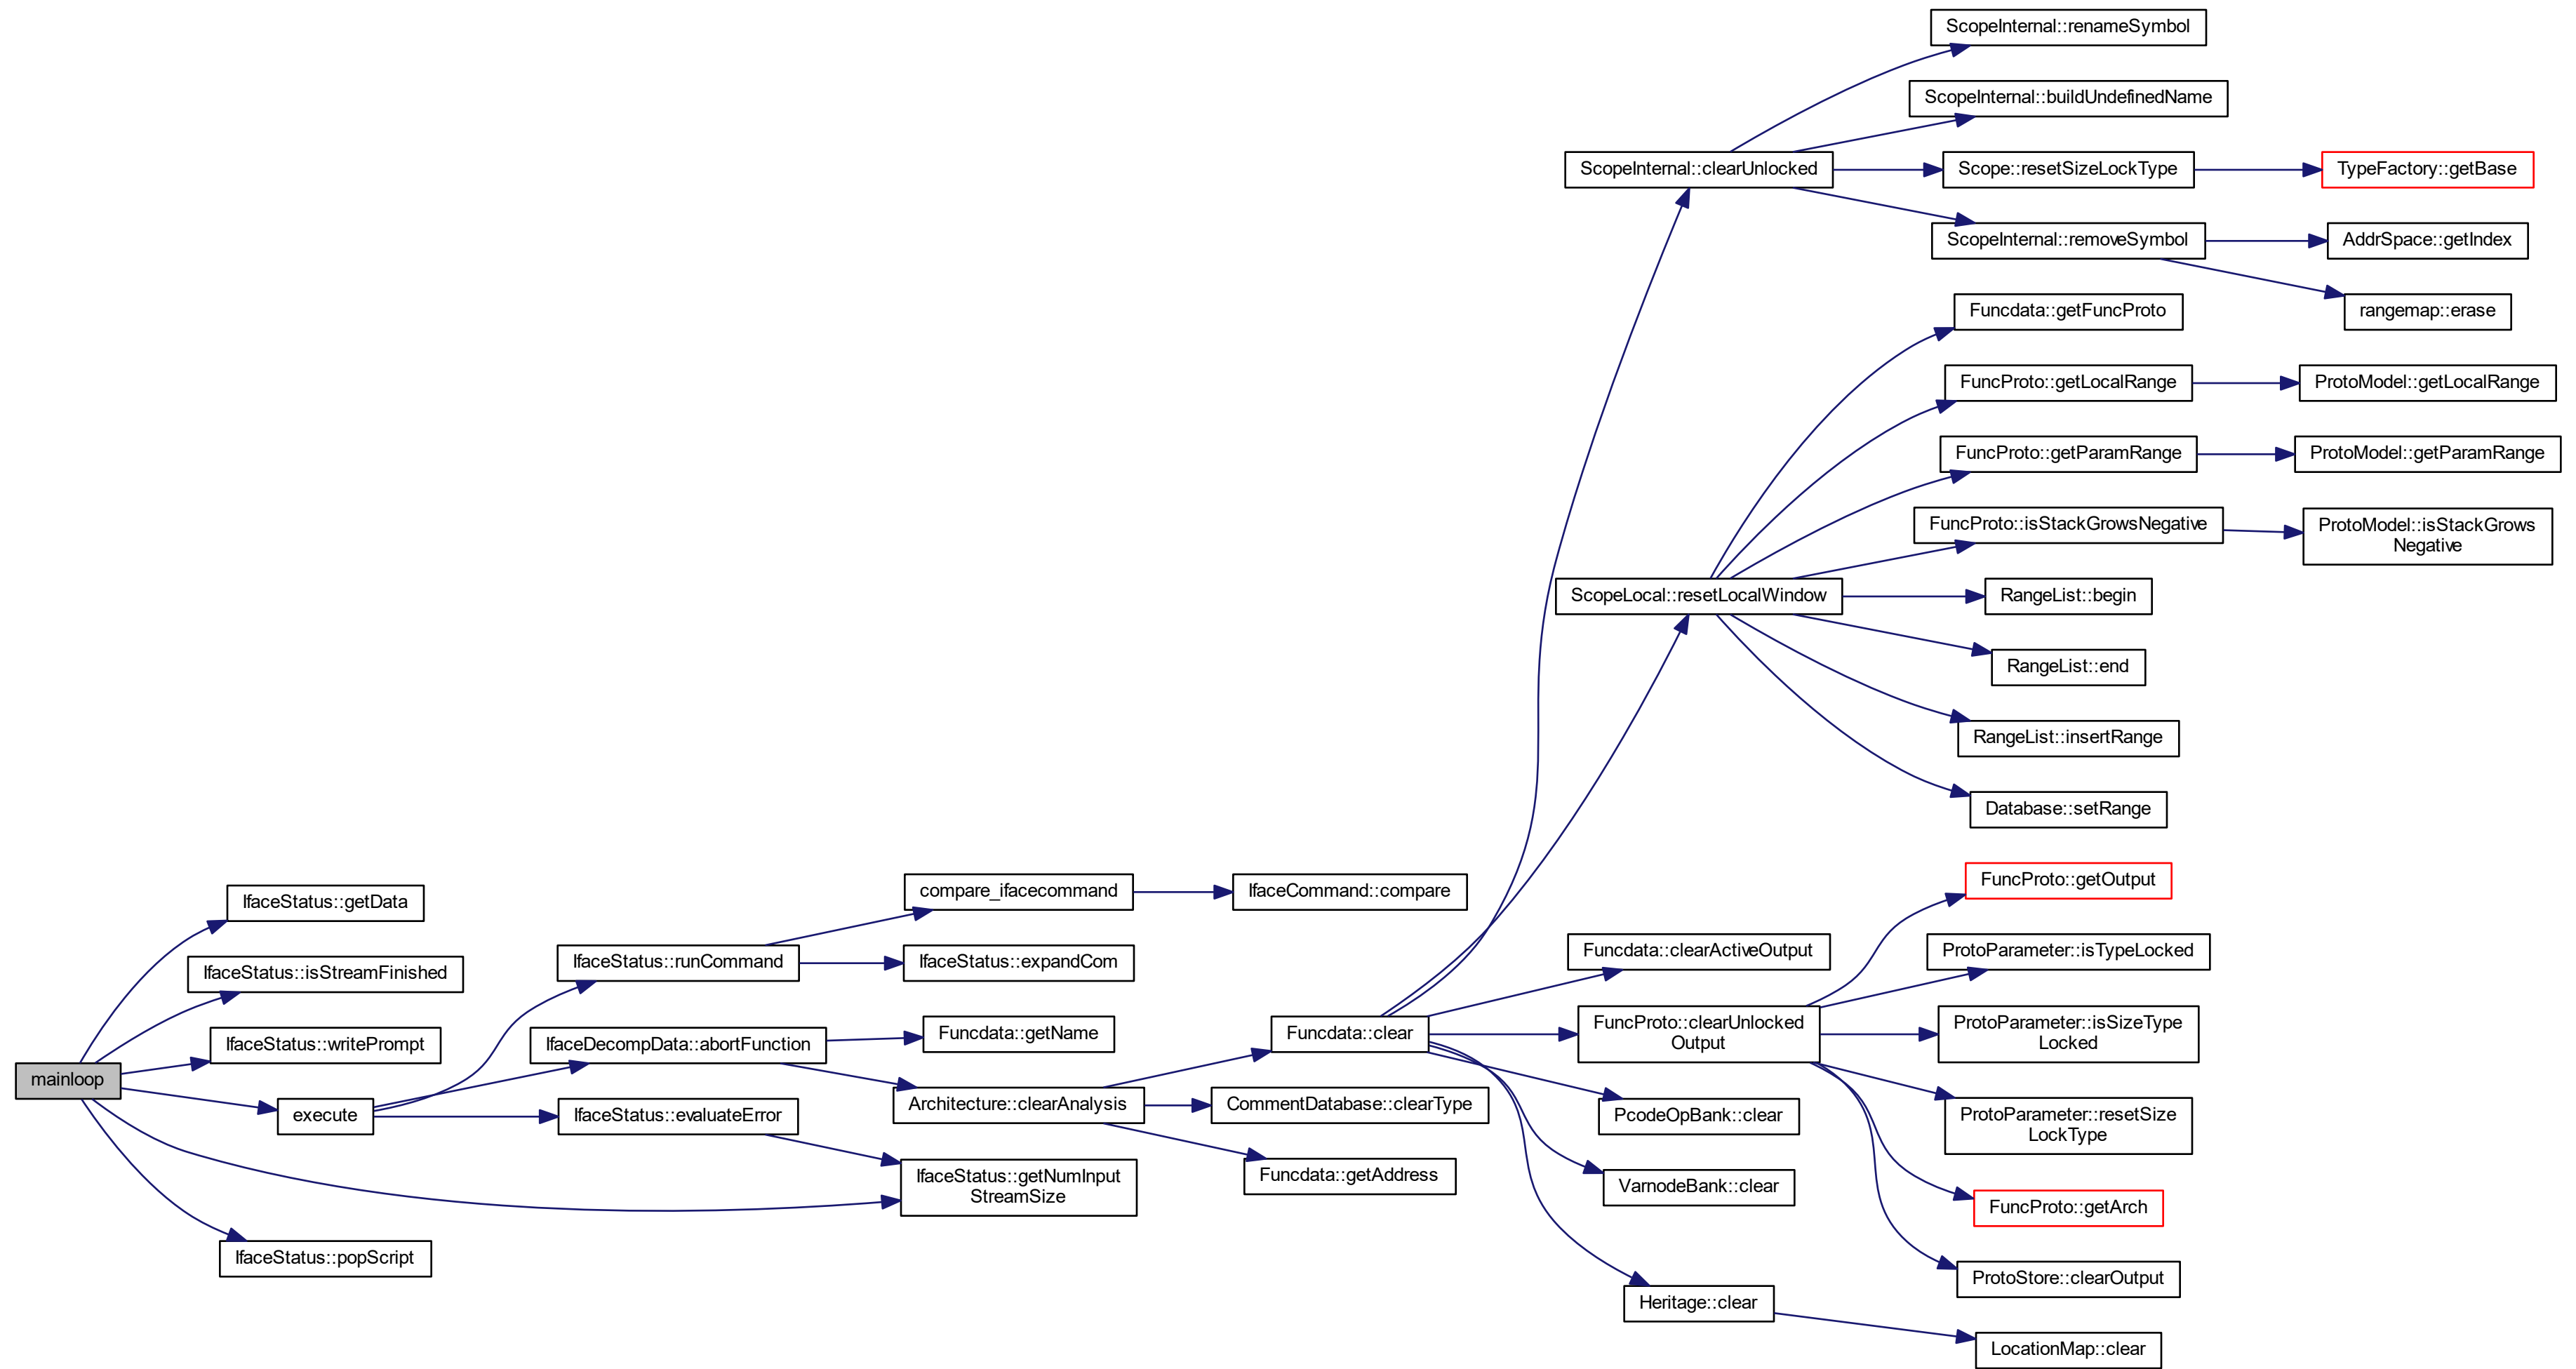 ScopeInternal::renameSymbol
ScopeInternal::buildUndefinedName
ScopeInternal::clearUnlocked
Scope::resetSizeLockType
TypeFactory::getBase
ScopeInternal::removeSymbol
AddrSpace::getIndex
rangemap::erase
Funcdata::getFuncProto
FuncProto::getLocalRange
ProtoModel::getLocalRange
FuncProto::getParamRange
ProtoModel::getParamRange
FuncProto::isStackGrowsNegative
ProtoModel::isStackGrows
Negative
ScopeLocal::resetLocalWindow
RangeList::begin
RangeList::end
RangeList::insertRange
Database::setRange
FuncProto::getOutput
IfaceStatus::getData
compare_ifacecommand
IfaceCommand::compare
IfaceStatus::isStreamFinished
IfaceStatus::runCommand
IfaceStatus::expandCom
Funcdata::clearActiveOutput
ProtoParameter::isTypeLocked
IfaceStatus::writePrompt
IfaceDecompData::abortFunction
Funcdata::getName
Funcdata::clear
FuncProto::clearUnlocked
Output
ProtoParameter::isSizeType
Locked
mainloop
execute
IfaceStatus::evaluateError
Architecture::clearAnalysis
CommentDatabase::clearType
PcodeOpBank::clear
ProtoParameter::resetSize
LockType
IfaceStatus::getNumInput
StreamSize
Funcdata::getAddress
VarnodeBank::clear
FuncProto::getArch
IfaceStatus::popScript
ProtoStore::clearOutput
Heritage::clear
LocationMap::clear